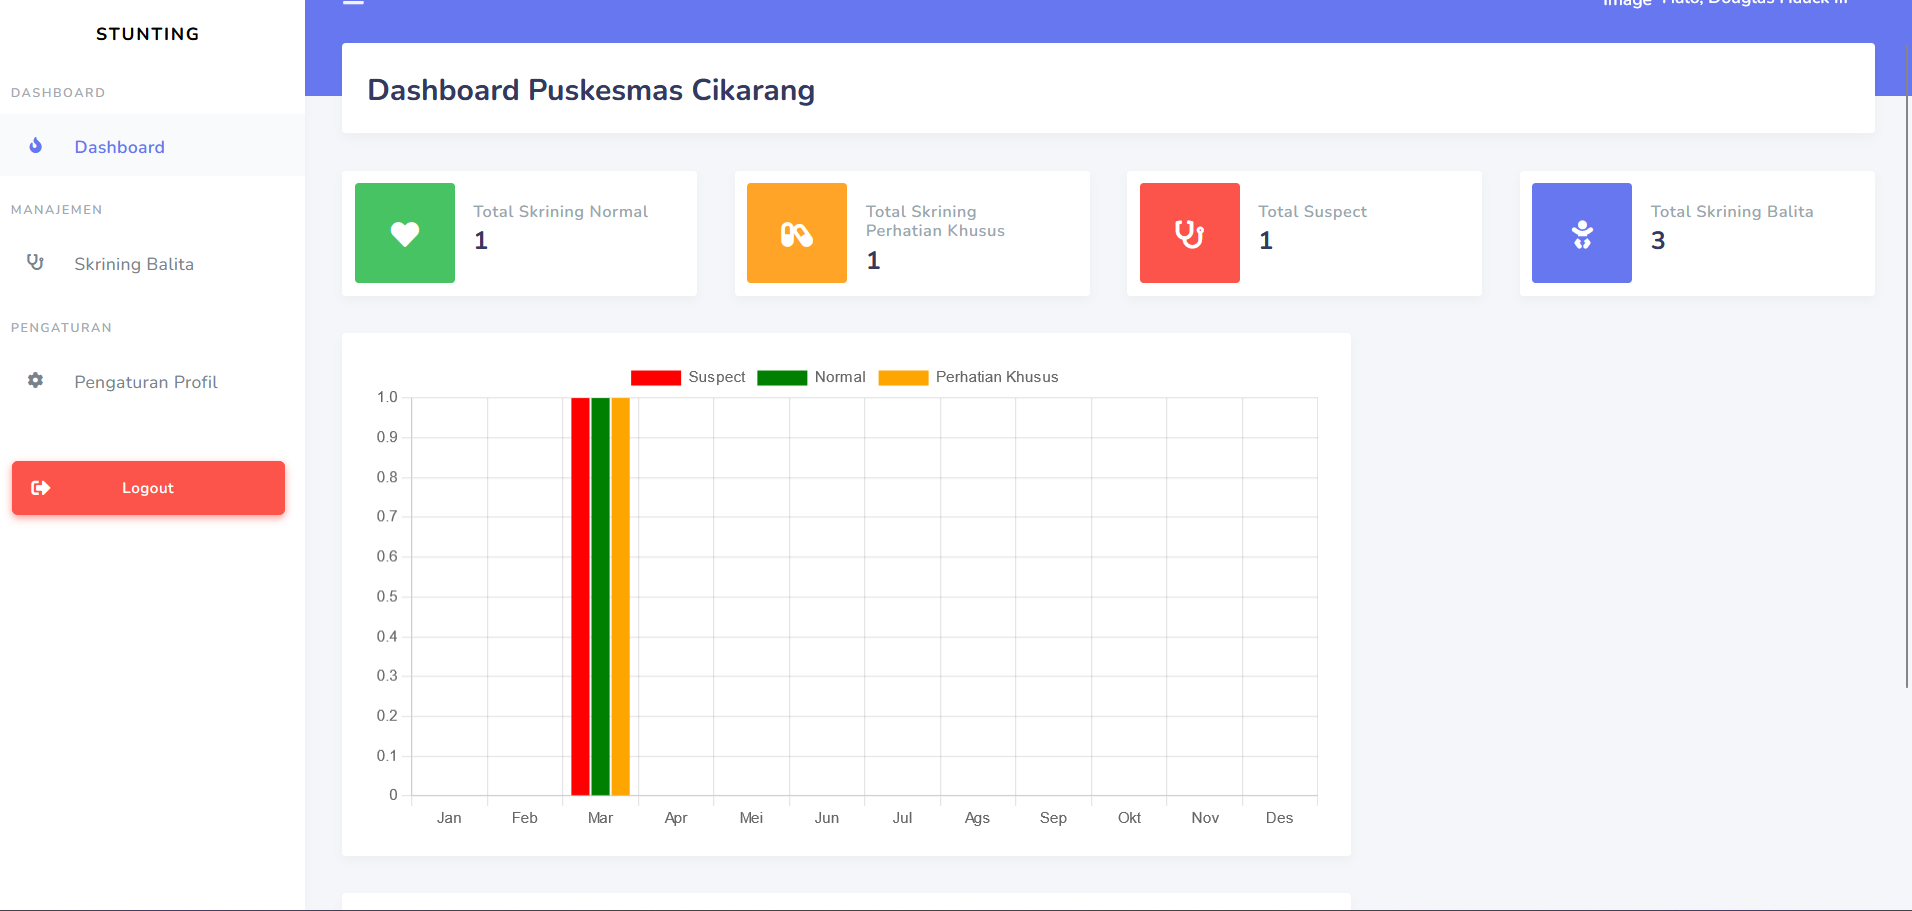 STUNTING
DASHBOARD
Dashboard
MANAJEMEN
Skrining Balita
PENGATURAN
Pengaturan Profil
Logout
Image
Dashboard Puskesmas Cikarang
Total Skrining Normal
1
Total Skrining
Perhatian Khusus
1
Total Suspect
1
Total Skrining Balita
3
Suspect Normal Perhatian Khusus
1.0
0.9
0.8
0.7
0.6
0.5
0.4
0.3
0.2
0.1
0
Jan Feb Mar Apr Mei Jun Jul Ags Sep Okt Nov Des